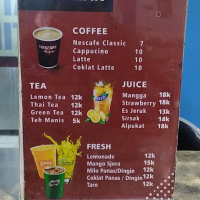 COFFEE
NESCAFE
Nescafe Classic 7
Cappucino 10
Latte 10
Coklat Latte 10
TEA
Lemon Tea 12k
Thai Tea 12k
Green Tea 12k
Teh Manis 5k
JUICE
Mangga 18k
Strawberry 18k
Es Jeruk 13k
Sirsak 18k
Alpukat 18k
FRESH
Lemonade 12k
Mango Sjora 15k
Milo Panas/Dingin 12k
Coklat Panas / Dingin 12k
Taro 12k